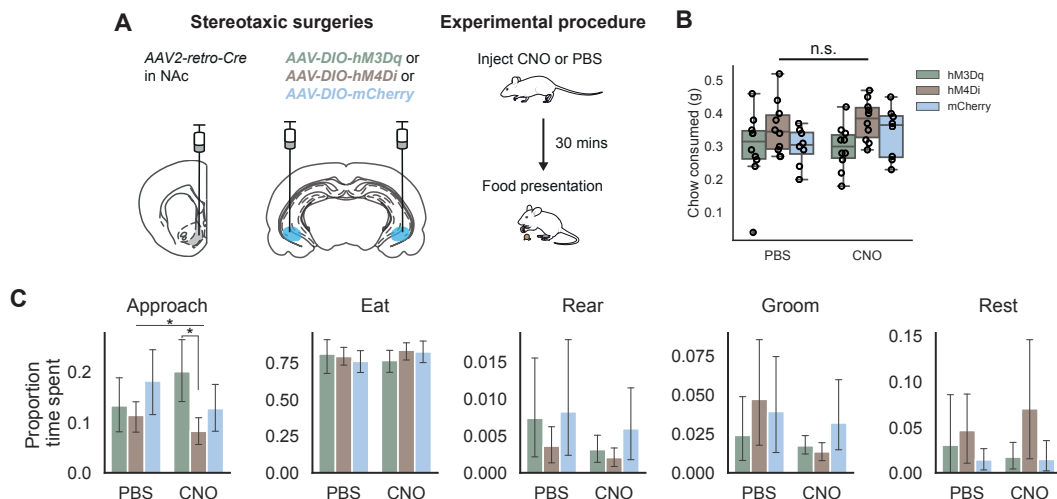 A
Stereotaxic surgeries
Experimental procedure
AAV2-retro-Cre
in NAc
AAV-DIO-hM3Dq or
AAV-DIO-hM4Di or
AAV-DIO-mCherry
Inject CNO or PBS
30 mins
Food presentation
B
n.s.
Chow consumed (g)
0.5
0.4
0.3
0.2
0.1
PBS
CNO
hM3Dq
hM4Di
mCherry
C
Proportion
time spent
Approach
*
*
0.2
0.1
0.0
PBS
CNO
Eat
0.75
0.50
0.25
0.00
PBS
CNO
Rear
0.015
0.010
0.005
0.000
PBS
CNO
Groom
0.100
0.075
0.050
0.025
0.000
PBS
CNO
Rest
0.15
0.10
0.05
0.00
PBS
CNO